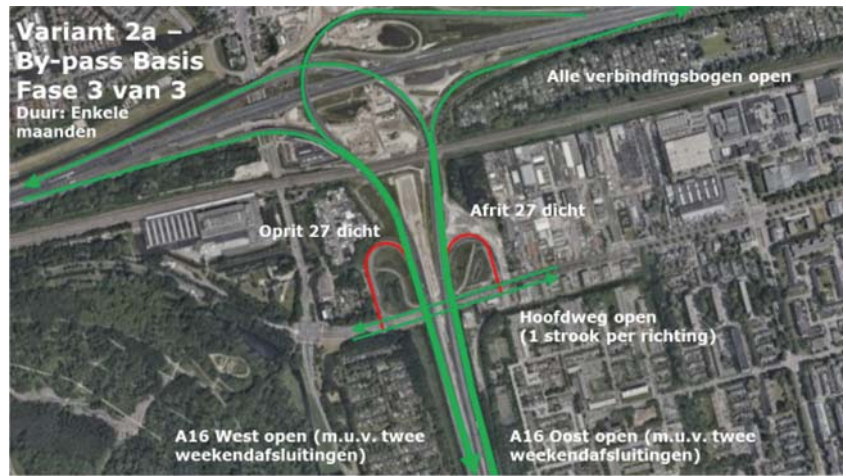 Variant 2a –
By-pass Basis
Fase 3 van 3
Duur: Enkele
maanden
Alle verbindingsbogen open
Oprit 27 dicht
Afrit 27 dicht
Hoofdweg open
(1 strook per richting)
A16 West open (m.u.v. twee
weekendafsluitingen)
A16 Oost open (m.u.v. twee
weekendafsluitingen)